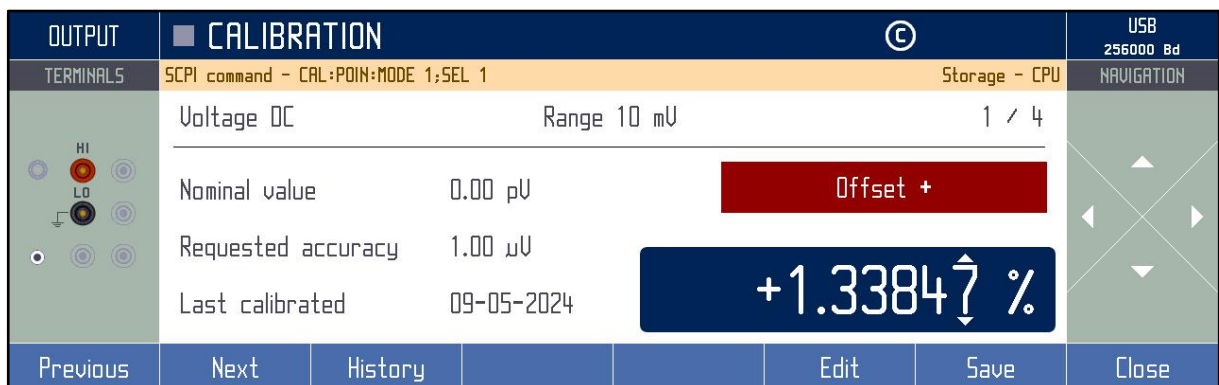 OUTPUT
CALIBRATION
©
USB
256000 Bd
TERMINALS
SCPI command - CAL:POIN:MODE 1;SEL 1
Storage - CPU
NAVIGATION
Voltage DC
Range 10 mV
1 / 4
HI
LO
Nominal value
0.00 pV
Offset +
Requested accuracy
1.00 µV
Last calibrated
09-05-2024
+1.33847 %
Previous
Next
History
Edit
Save
Close